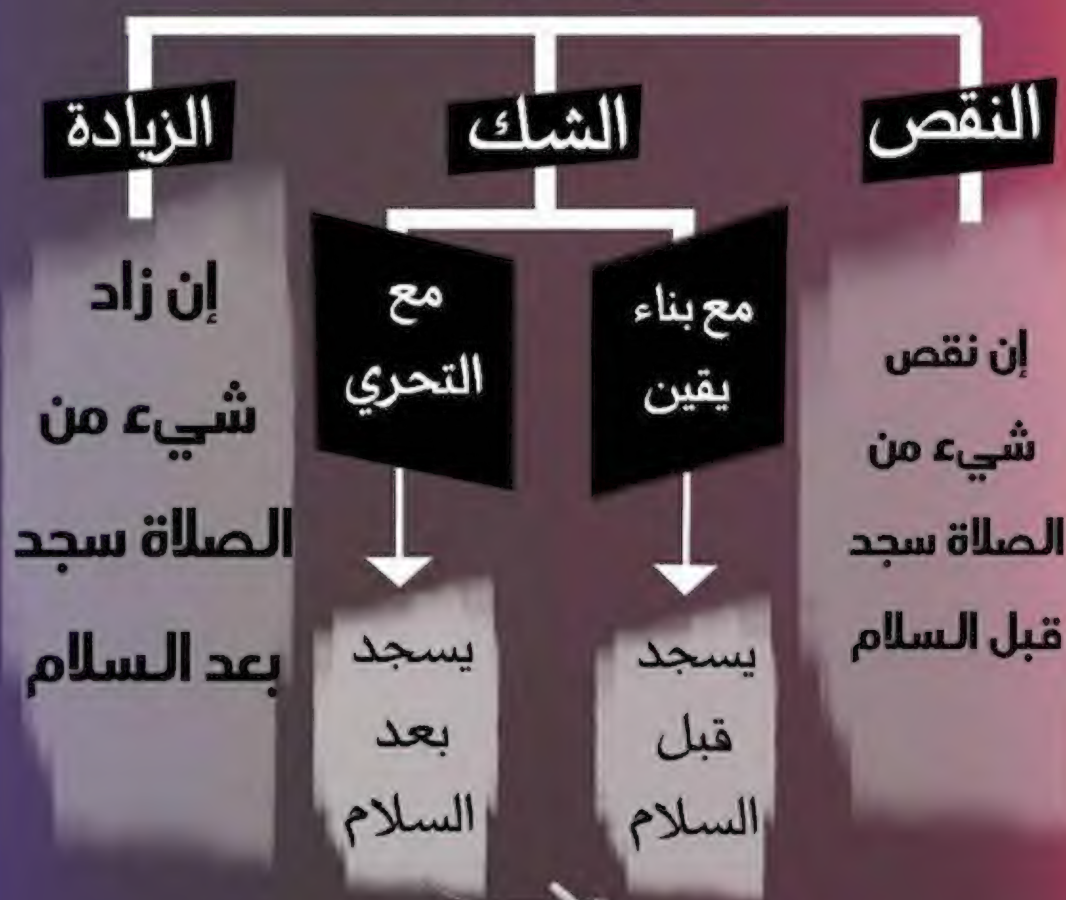 النقص
الشك
الزيادة
إن نقص
شيء من
الصلاة سجد
قبل السلام
مع بناء
يقين
يسجد
قبل
السلام
مع
التحري
يسجد
بعد
السلام
إن زاد
شيء من
الصلاة سجد
بعد السلام